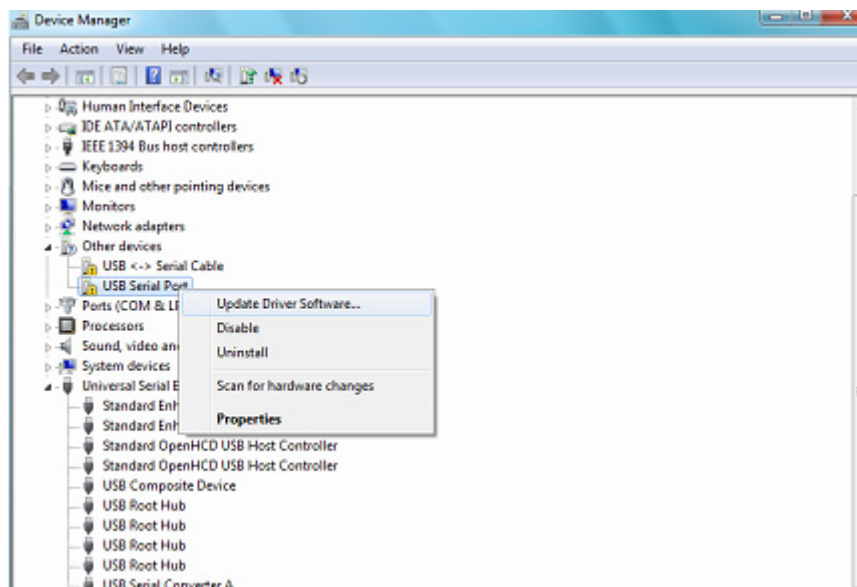 Device Manager
File Action View Help
Human Interface Devices
IDE ATA/ATAPI controllers
IEEE 1394 Bus host controllers
Keyboards
Mice and other pointing devices
Monitors
Network adapters
Other devices
USB <-> Serial Cable
USB Serial Port
Ports (COM & LP
Processors
Sound, video an
System devices
Universal Serial B
Standard Enh
Standard Enh
Update Driver Software...
Disable
Uninstall
Scan for hardware changes
Properties
Standard OpenHCD USB Host Controller
Standard OpenHCD USB Host Controller
USB Composite Device
USB Root Hub
USB Root Hub
USB Root Hub
USB Root Hub
USB Serial Converter A